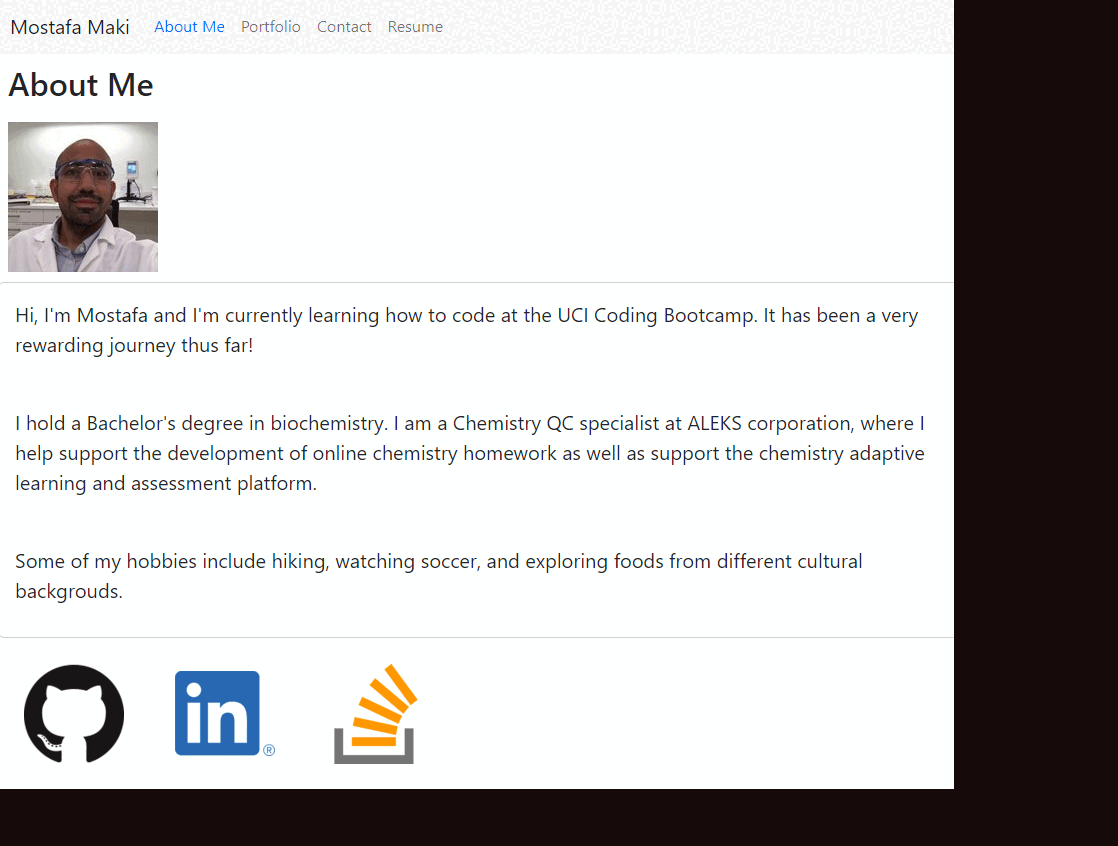 Mostafa Maki About Me Portfolio Contact Resume
About Me
Hi, I'm Mostafa and I'm currently learning how to code at the UCI Coding Bootcamp. It has been a very
rewarding journey thus far!
I hold a Bachelor's degree in biochemistry. I am a Chemistry QC specialist at ALEKS corporation, where I
help support the development of online chemistry homework as well as support the chemistry adaptive
learning and assessment platform.
Some of my hobbies include hiking, watching soccer, and exploring foods from different cultural
backgrouds.
in ®